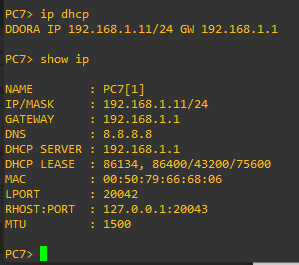 PC7> ip dhcp
DDORA IP 192.168.1.11/24 GW 192.168.1.1
PC7> show ip
NAME : PC7[1]
IP/MASK : 192.168.1.11/24
GATEWAY : 192.168.1.1
DNS : 8.8.8.8
DHCP SERVER : 192.168.1.1
DHCP LEASE : 86134, 86400/43200/75600
MAC : 00:50:79:66:68:06
LPORT : 20042
RHOST:PORT : 127.0.0.1:20043
MTU : 1500
PC7>